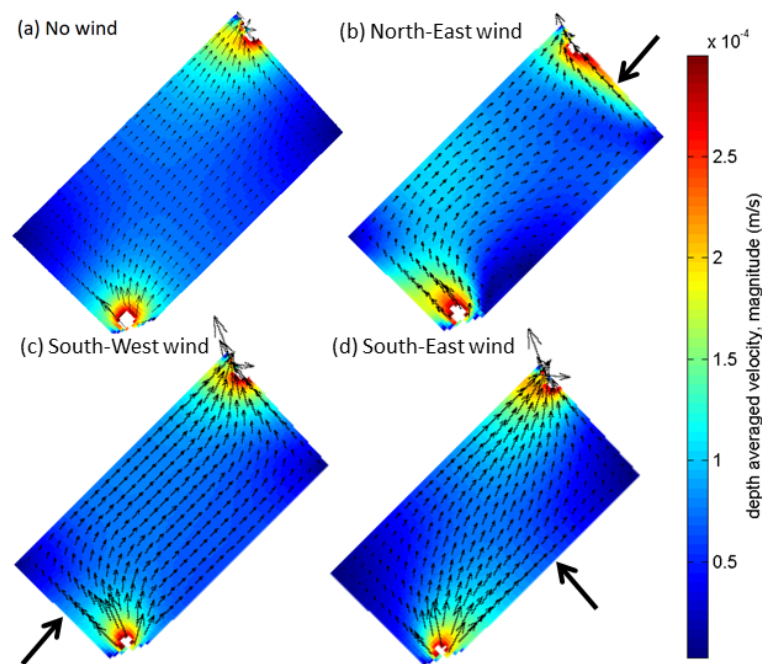 (a) No wind
(b) North-East wind
(c) South-West wind
(d) South-East wind
x 10⁻⁴
2.5
2
1.5
1
0.5
depth averaged velocity, magnitude (m/s)